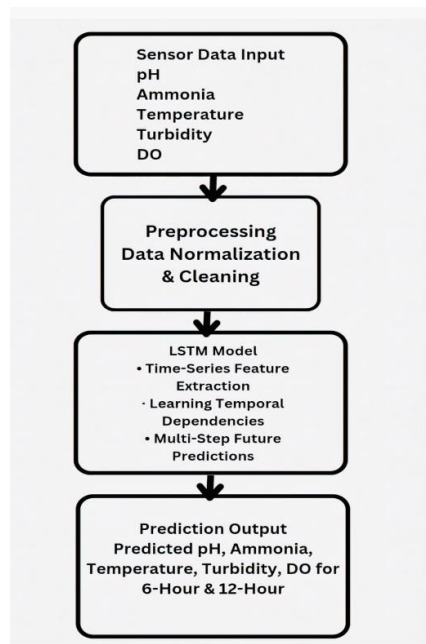 Sensor Data Input
pH
Ammonia
Temperature
Turbidity
DO
Preprocessing
Data Normalization
& Cleaning
LSTM Model
• Time-Series Feature
Extraction
· Learning Temporal
Dependencies
• Multi-Step Future
Predictions
Prediction Output
Predicted pH, Ammonia,
Temperature, Turbidity, DO for
6-Hour & 12-Hour